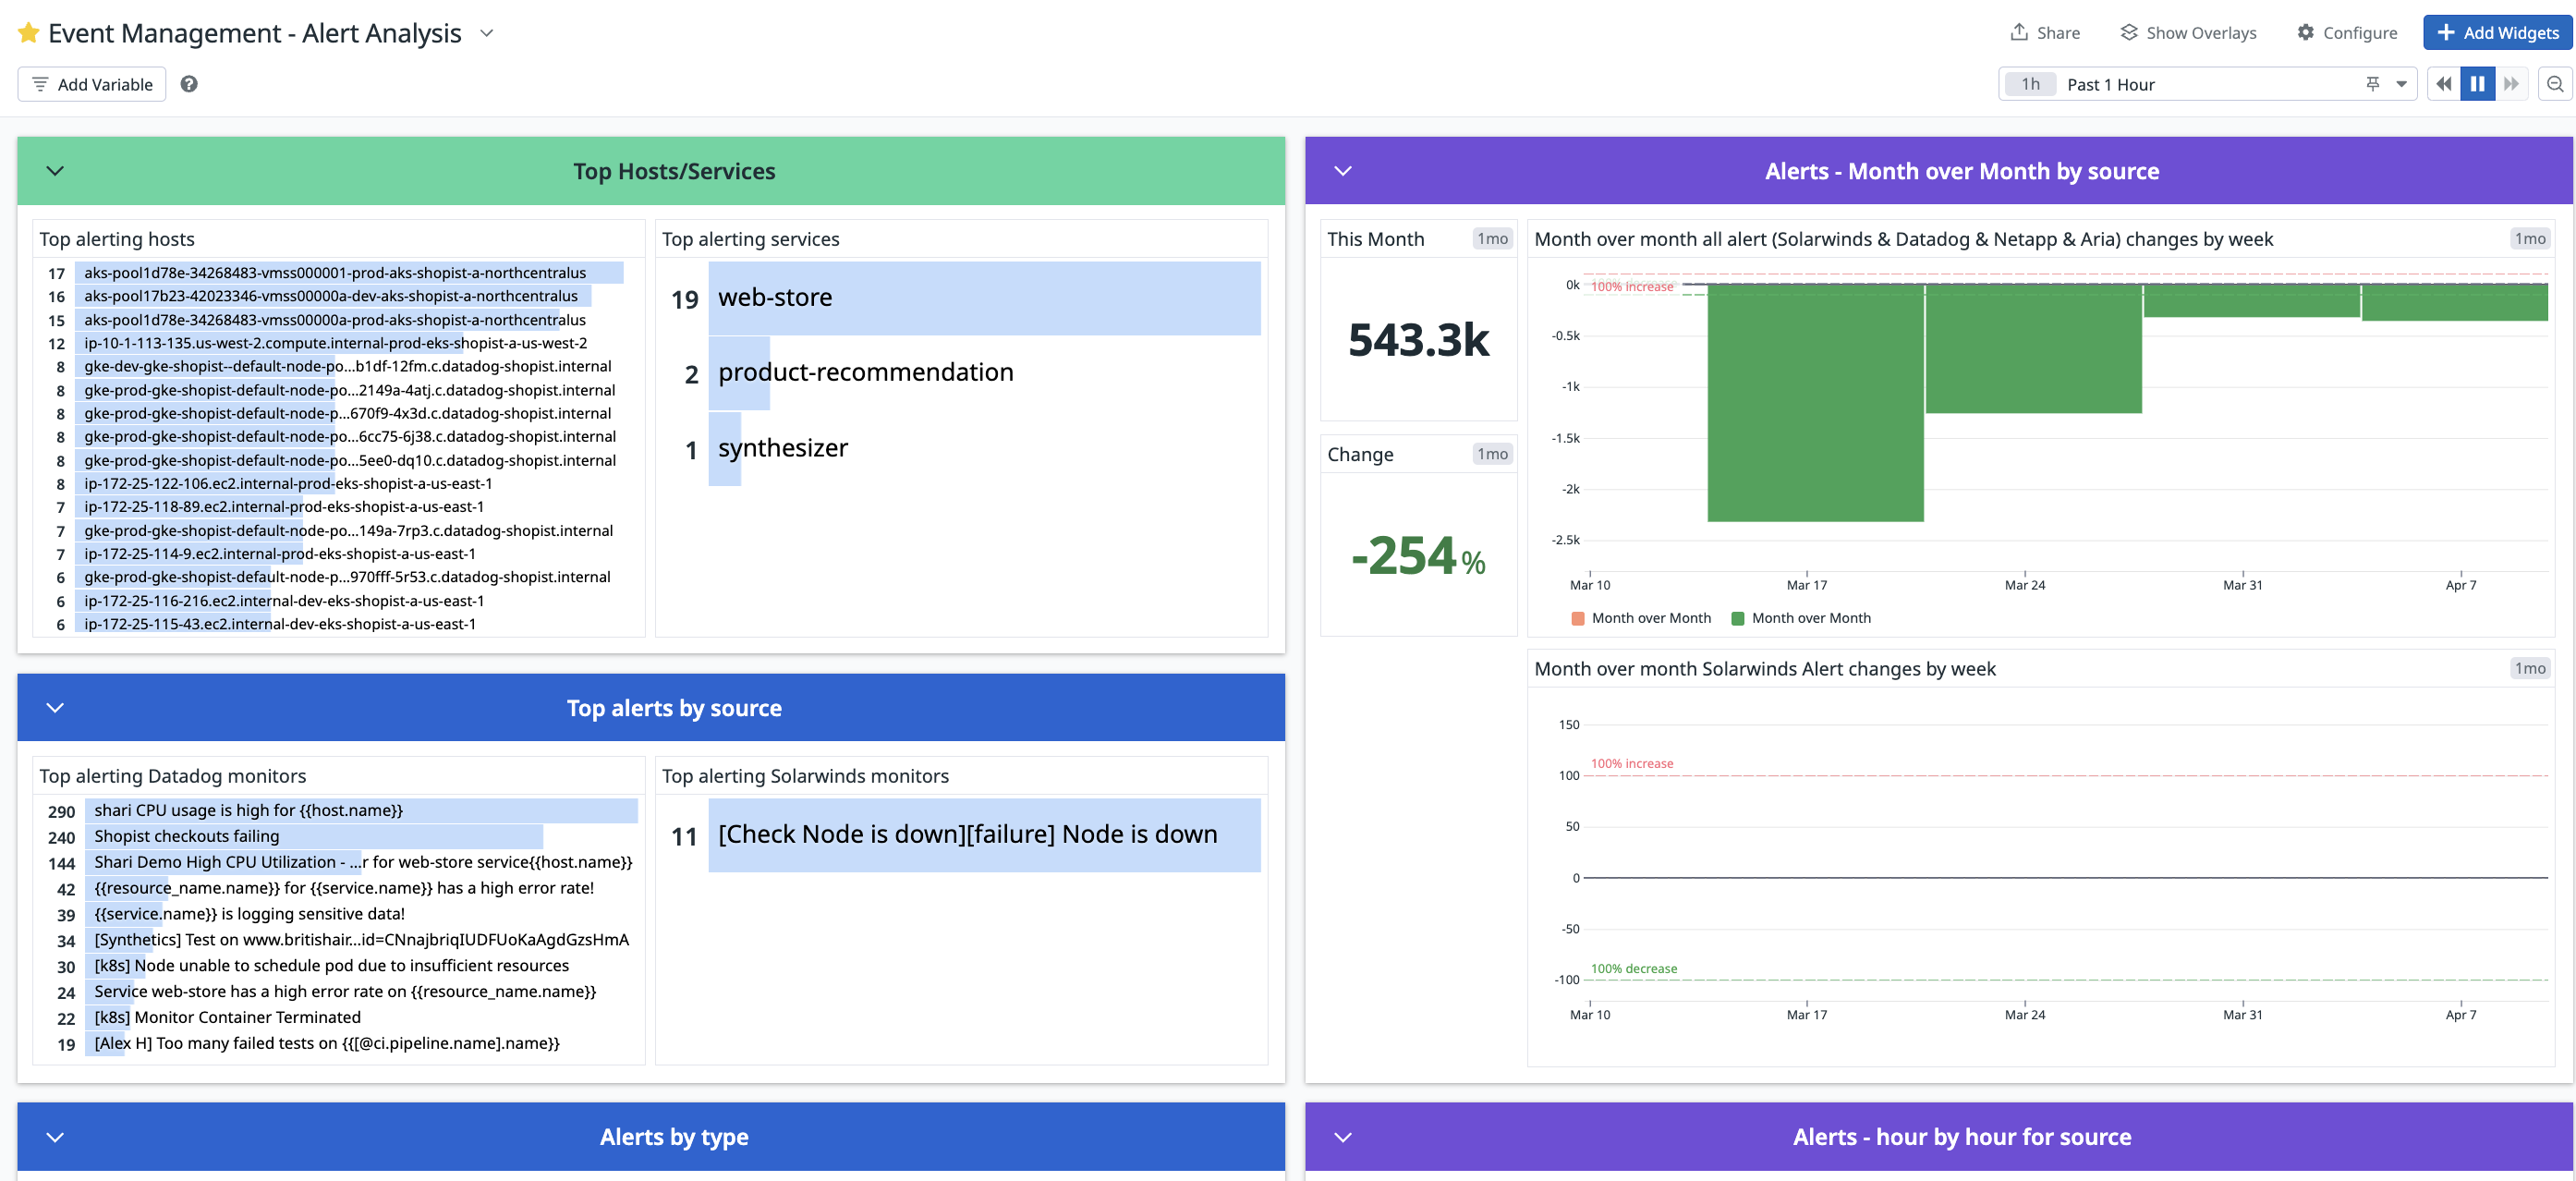 Event Management - Alert Analysis
Share
Show Overlays
Configure
Add Widgets
Add Variable
1h Past 1 Hour
Top Hosts/Services
Top alerting hosts
17 aks-pool1d78e-34268483-vmss000001-prod-aks-shopist-a-northcentralus
16 aks-pool17b23-42023346-vmss00000a-dev-aks-shopist-a-northcentralus
15 aks-pool1d78e-34268483-vmss00000a-prod-aks-shopist-a-northcentralus
12 ip-10-1-113-135.us-west-2.compute.internal-prod-eks-shopist-a-us-west-2
8 gke-dev-gke-shopist--default-node-po...b1df-12fm.c.datadog-shopist.internal
8 gke-prod-gke-shopist-default-node-po...2149a-4atj.c.datadog-shopist.internal
8 gke-prod-gke-shopist-default-node-p...670f9-4x3d.c.datadog-shopist.internal
8 gke-prod-gke-shopist-default-node-po...6cc75-6j38.c.datadog-shopist.internal
8 gke-prod-gke-shopist-default-node-po...5ee0-dq10.c.datadog-shopist.internal
8 ip-172-25-122-106.ec2.internal-prod-eks-shopist-a-us-east-1
7 ip-172-25-118-89.ec2.internal-prod-eks-shopist-a-us-east-1
7 gke-prod-gke-shopist-default-node-po...149a-7rp3.c.datadog-shopist.internal
7 ip-172-25-114-9.ec2.internal-prod-eks-shopist-a-us-east-1
6 gke-prod-gke-shopist-default-node-p...970fff-5r53.c.datadog-shopist.internal
6 ip-172-25-116-216.ec2.internal-dev-eks-shopist-a-us-east-1
6 ip-172-25-115-43.ec2.internal-dev-eks-shopist-a-us-east-1
Top alerting services
19 web-store
2 product-recommendation
1 synthesizer
Top alerts by source
Top alerting Datadog monitors
290 shari CPU usage is high for {{host.name}}
240 Shopist checkouts failing
144 Shari Demo High CPU Utilization - ...r for web-store service{{host.name}}
42 {{resource_name.name}} for {{service.name}} has a high error rate!
39 {{service.name}} is logging sensitive data!
34 [Synthetics] Test on www.britishair...id=CNnajbriqIUDFUoKaAgdGzsHmA
30 [k8s] Node unable to schedule pod due to insufficient resources
24 Service web-store has a high error rate on {{resource_name.name}}
22 [k8s] Monitor Container Terminated
19 [Alex H] Too many failed tests on {{[@ci.pipeline.name].name}}
Top alerting Solarwinds monitors
11 [Check Node is down][failure] Node is down
Alerts by type
Alerts - Month over Month by source
This Month 1mo
543.3k
Change 1mo
-254%
Month over month all alert (Solarwinds & Datadog & Netapp & Aria) changes by week 1mo
0k
100% increase
-0.5k
-1k
-1.5k
-2k
-2.5k
Mar 10 Mar 17 Mar 24 Mar 31 Apr 7
Month over Month Month over Month
Month over month Solarwinds Alert changes by week 1mo
150
100% increase
100
50
0
-50
100% decrease
-100
Mar 10 Mar 17 Mar 24 Mar 31 Apr 7
Alerts - hour by hour for source